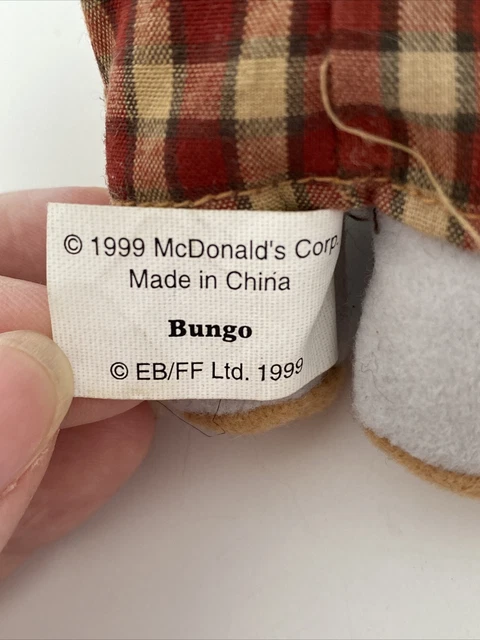 © 1999 McDonald's Corp.
Made in China
Bungo
© EB/FF Ltd. 1999